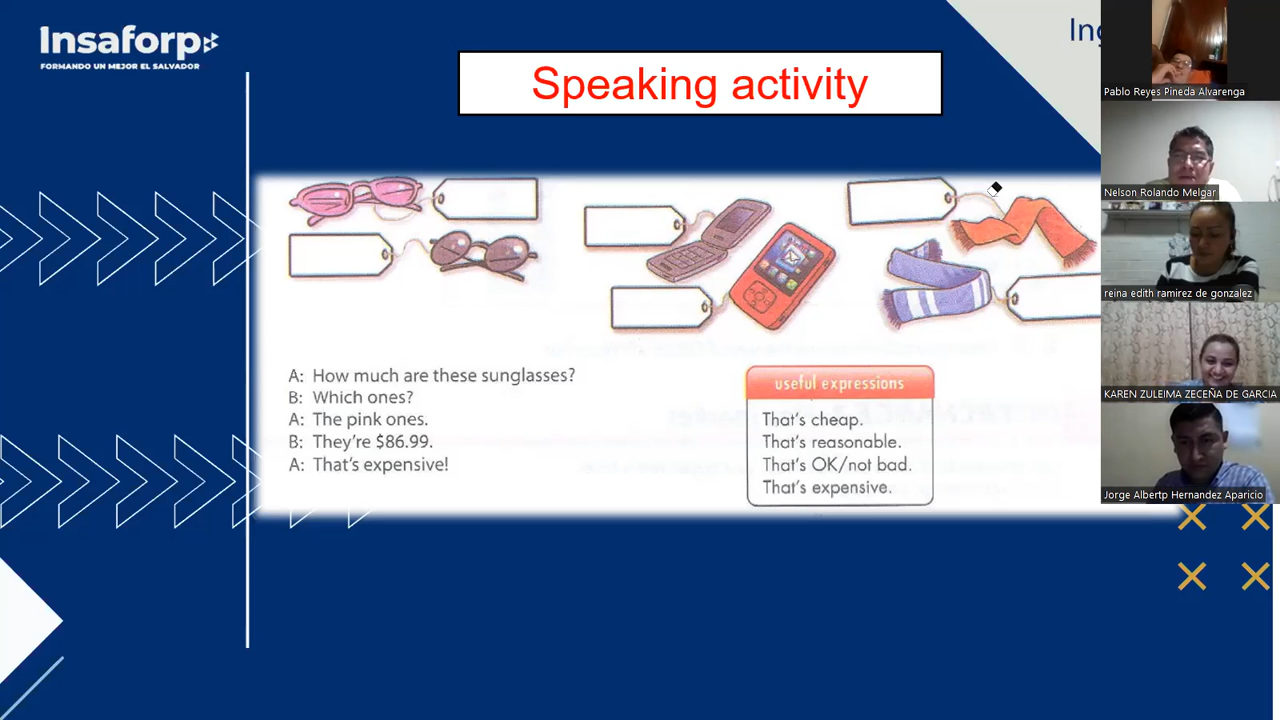 Insaforp
FORMANDO UN MEJOR EL SALVADOR
Speaking activity
A: How much are these sunglasses?
B: Which ones?
A: The pink ones.
B: They're $86.99.
A: That's expensive!
useful expressions
That's cheap.
That's reasonable.
That's OK/not bad.
That's expensive.
Pablo Reyes Pineda Alvarenga
Nelson Rolando Melgar
reina edith ramirez de gonzalez
KAREN ZULEIMA ZECEÑA DE GARCIA
Jorge Albertp Hernandez Aparicio